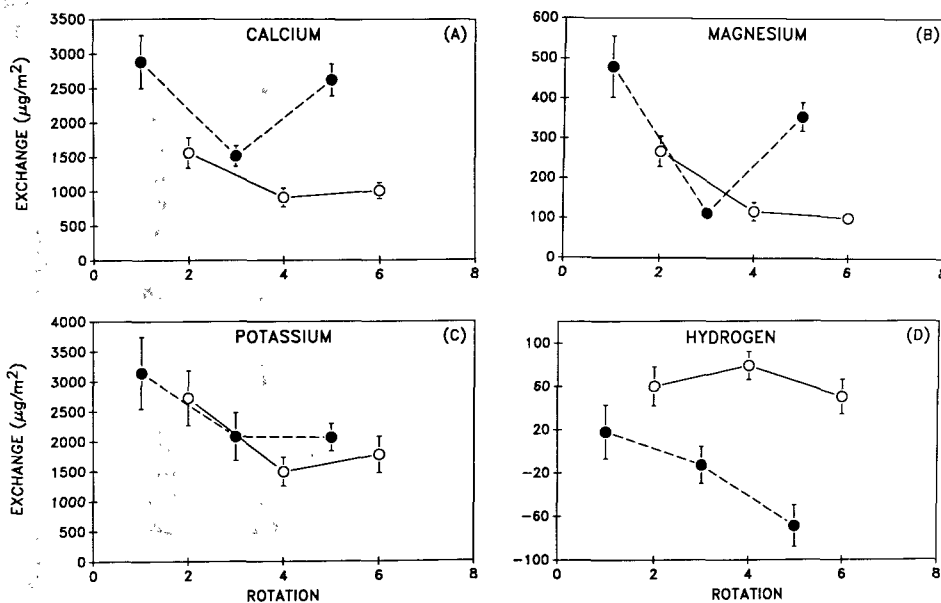 CALCIUM (A)
EXCHANGE (µg/m2)
3500
3000
2500
2000
1500
1000
500
0
0 2 4 6 8
MAGNESIUM (B)
600
500
400
300
200
100
0
0 2 4 6 8
POTASSIUM (C)
EXCHANGE (µg/m2)
4000
3500
3000
2500
2000
1500
1000
500
0
0 2 4 6 8
ROTATION
HYDROGEN (D)
100
60
20
-20
-60
-100
0 2 4 6 8
ROTATION